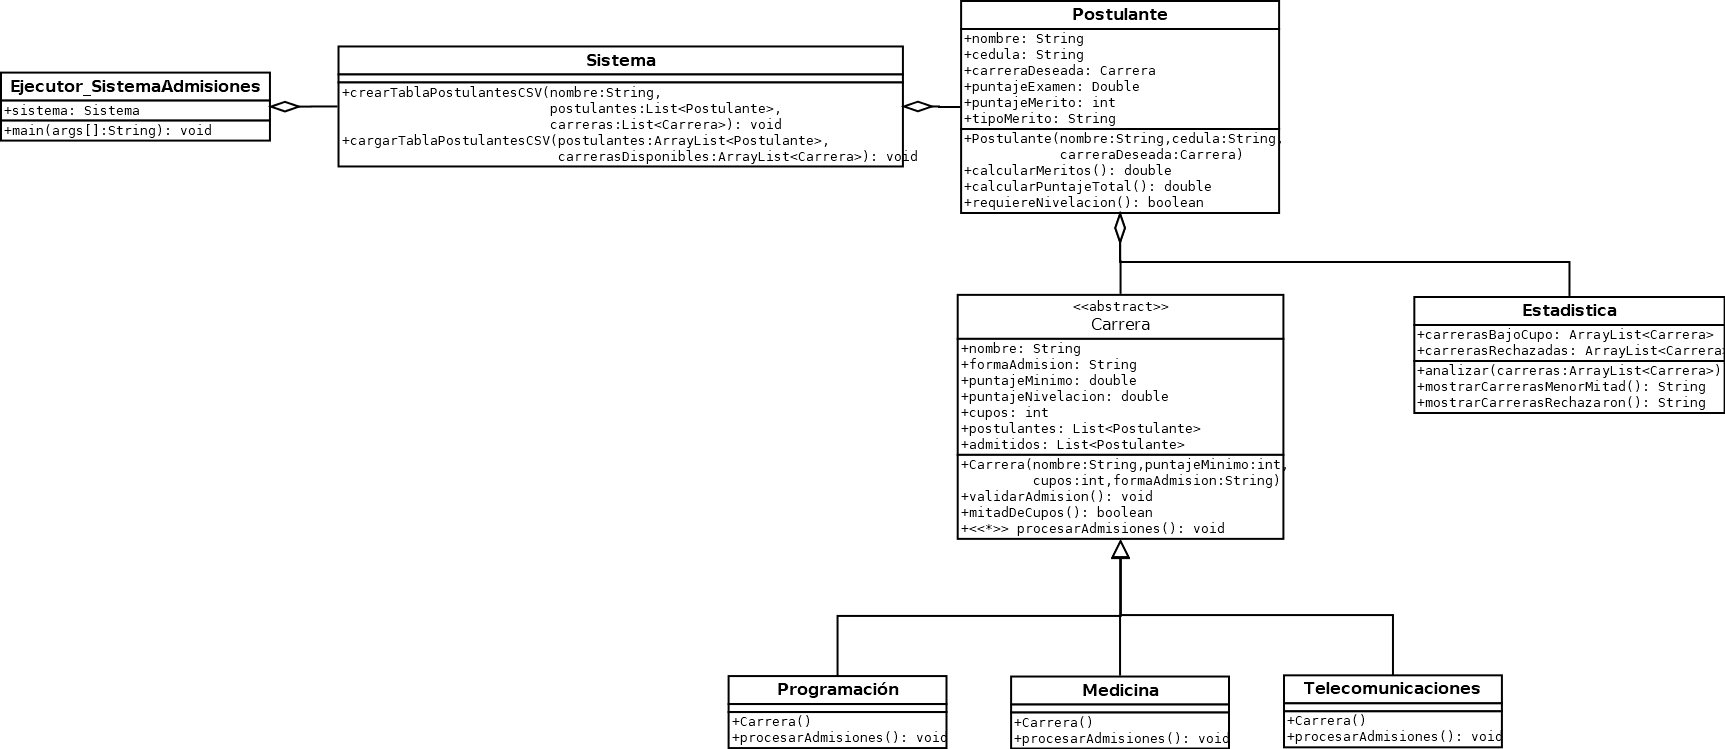 Ejecutor_SistemaAdmisiones
+sistema: Sistema
+main(args[]:String): void
Sistema
+crearTablaPostulantesCSV(nombre:String,
postulantes:List<Postulante>,
carreras:List<Carrera>): void
+cargarTablaPostulantesCSV(postulantes:ArrayList<Postulante>,
carrerasDisponibles:ArrayList<Carrera>): void
Postulante
+nombre: String
+cedula: String
+carreraDeseada: Carrera
+puntajeExamen: Double
+puntajeMerito: int
+tipoMerito: String
+Postulante(nombre:String,cedula:String,
carreraDeseada:Carrera)
+calcularMeritos(): double
+calcularPuntajeTotal(): double
+requiereNivelacion(): boolean
<<abstract>>
Carrera
+nombre: String
+formaAdmision: String
+puntajeMinimo: double
+puntajeNivelacion: double
+cupos: int
+postulantes: List<Postulante>
+admitidos: List<Postulante>
+Carrera(nombre:String,puntajeMinimo:int,
cupos:int,formaAdmision:String)
+validarAdmision(): void
+mitadDeCupos(): boolean
+<<*>> procesarAdmisiones(): void
Estadistica
+carrerasBajoCupo: ArrayList<Carrera>
+carrerasRechazadas: ArrayList<Carrera>
+analizar(carreras:ArrayList<Carrera>)
+mostrarCarrerasMenorMitad(): String
+mostrarCarrerasRechazaron(): String
Programación
+Carrera()
+procesarAdmisiones(): void
Medicina
+Carrera()
+procesarAdmisiones(): void
Telecomunicaciones
+Carrera()
+procesarAdmisiones(): void